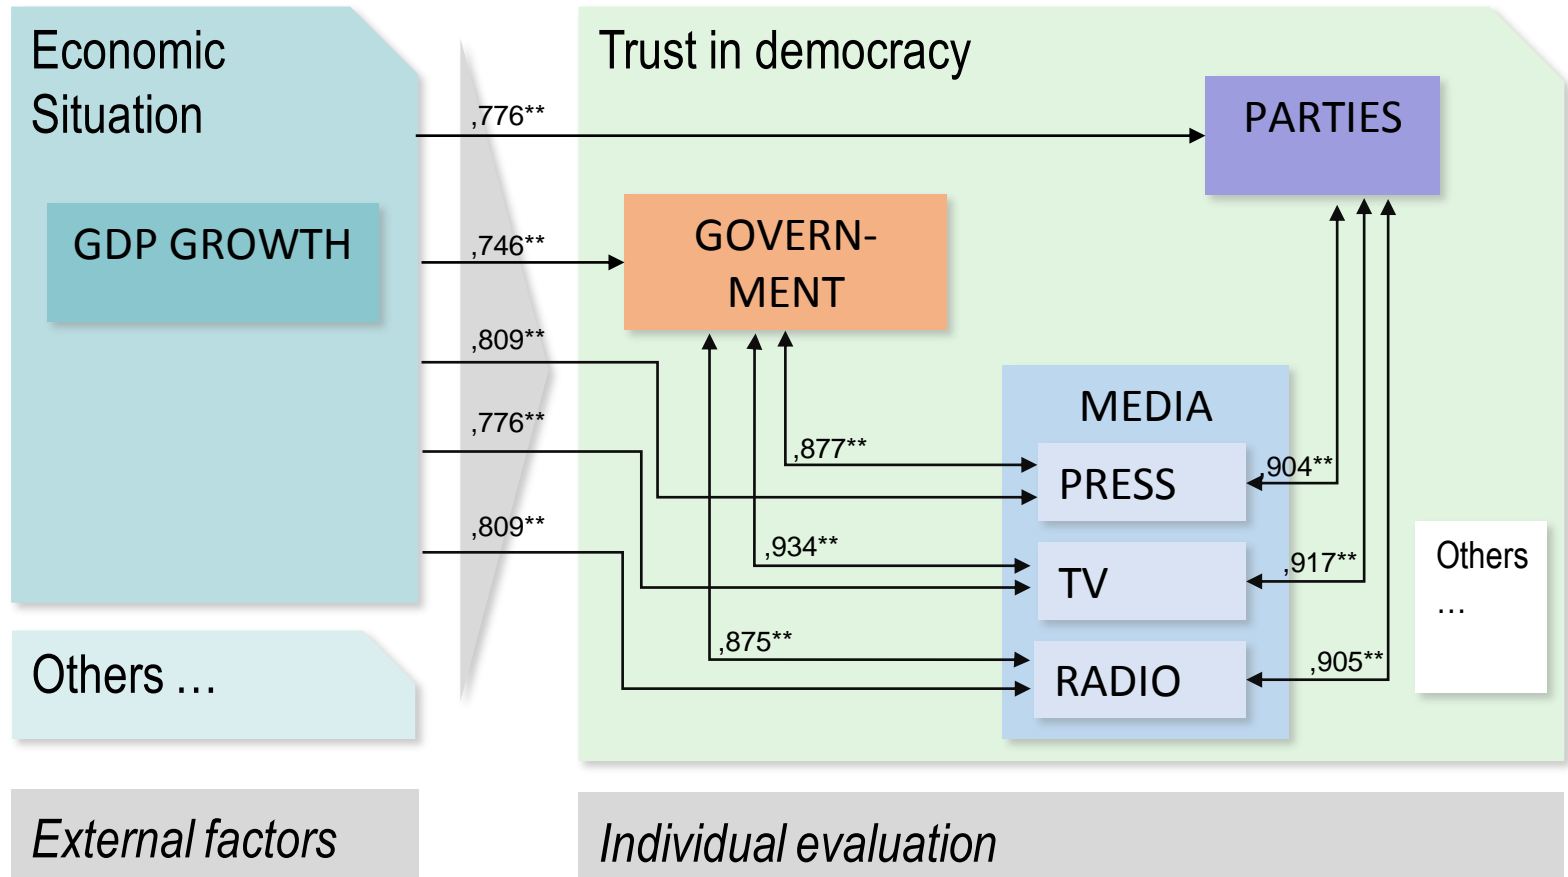 Economic
Situation
GDP GROWTH
Others …
External factors
,776**
,746**
,809**
,776**
,809**
Trust in democracy
PARTIES
GOVERN-
MENT
MEDIA
,877**
PRESS
,904**
,934**
TV
,917**
,875**
RADIO
,905**
Others
…
Individual evaluation